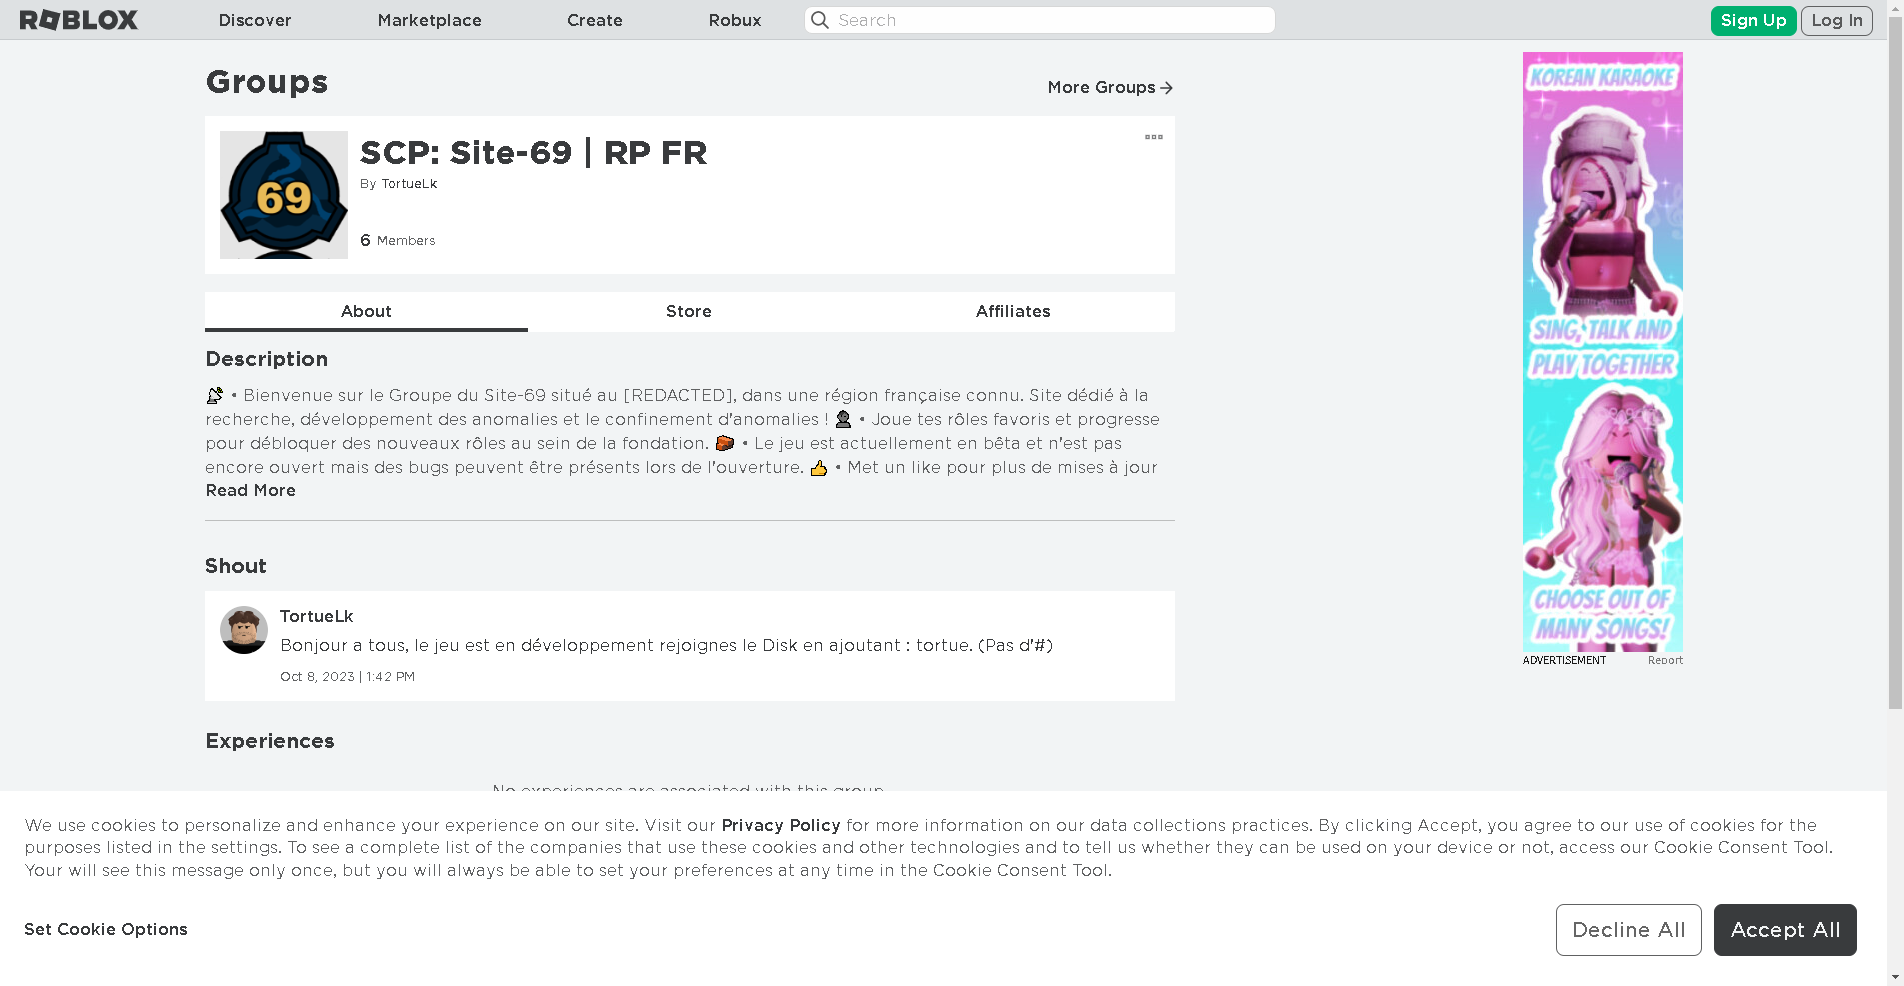 ROBLOX
Discover
Marketplace
Create
Robux
Search
Sign Up
Log In
Groups
More Groups
69
SCP: Site-69 | RP FR
By TortueLk
6 Members
About
Store
Affiliates
Description
• Bienvenue sur le Groupe du Site-69 situé au [REDACTED], dans une région française connu. Site dédié à la
recherche, développement des anomalies et le confinement d'anomalies ! 👤 • Joue tes rôles favoris et progresse
pour débloquer des nouveaux rôles au sein de la fondation. 🧱 • Le jeu est actuellement en bêta et n'est pas
encore ouvert mais des bugs peuvent être présents lors de l'ouverture. 👍 • Met un like pour plus de mises à jour
Read More
Shout
TortueLk
Bonjour a tous, le jeu est en développement rejoignes le Disk en ajoutant : tortue. (Pas d'#)
Oct 8, 2023 | 1:42 PM
Experiences
No experiences are associated with this group
KOREAN KARAOKE
SING, TALK AND
PLAY TOGETHER
CHOOSE OUT OF
MANY SONGS!
ADVERTISEMENT
Report
We use cookies to personalize and enhance your experience on our site. Visit our Privacy Policy for more information on our data collections practices. By clicking Accept, you agree to our use of cookies for the
purposes listed in the settings. To see a complete list of the companies that use these cookies and other technologies and to tell us whether they can be used on your device or not, access our Cookie Consent Tool.
Your will see this message only once, but you will always be able to set your preferences at any time in the Cookie Consent Tool.
Set Cookie Options
Decline All
Accept All